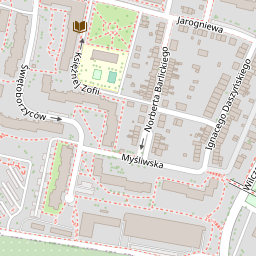 Jarogniewa
Księżnej Zofii
Świętoborzyców
Norberta Barlickiego
Ignacego Daszyńskiego
Myśliwska